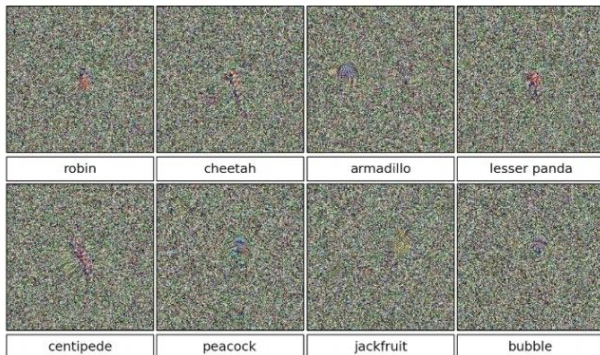 robin
cheetah
armadillo
lesser panda
centipede
peacock
jackfruit
bubble